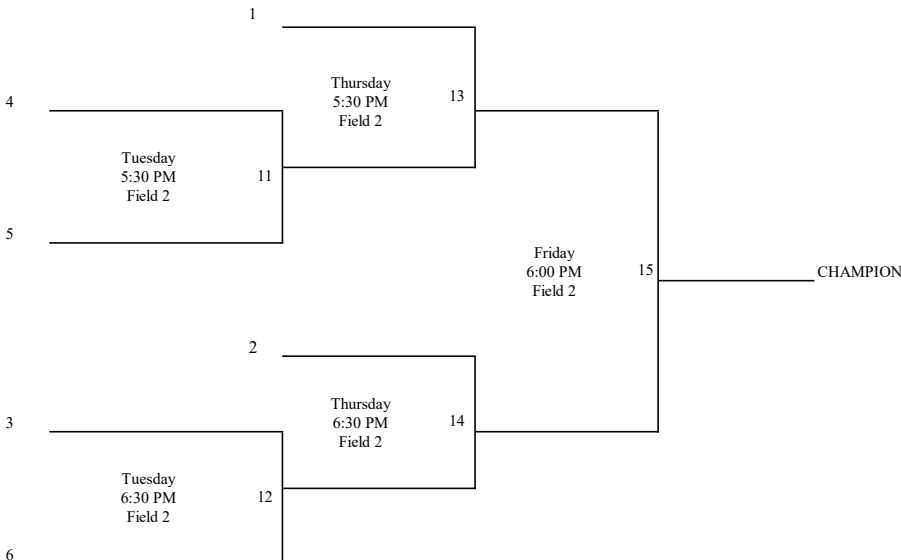 1
Thursday
5:30 PM
Field 2
13
4
Tuesday
5:30 PM
Field 2
11
5
Friday
6:00 PM
Field 2
15
CHAMPION
2
Thursday
6:30 PM
Field 2
14
3
Tuesday
6:30 PM
Field 2
12
6